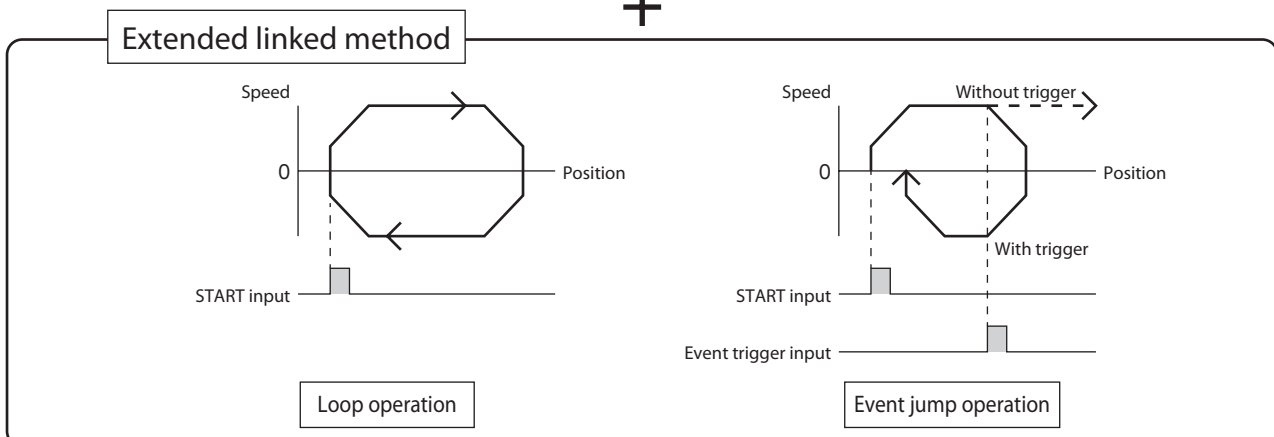 +
Extended linked method
Speed
0
Position
START input
Loop operation
Speed
Without trigger
0
Position
With trigger
START input
Event trigger input
Event jump operation